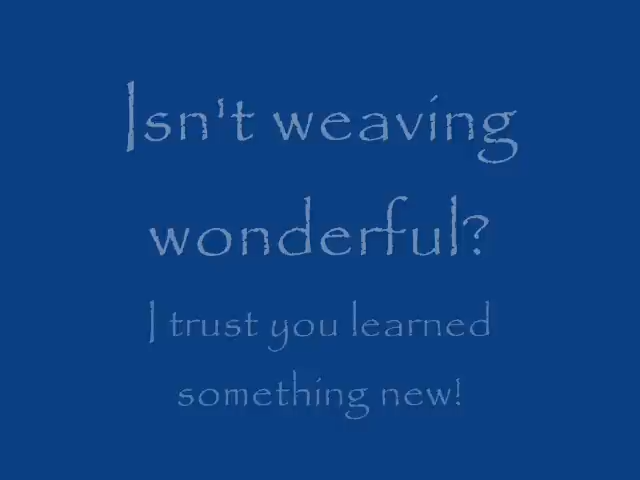 Isn't weaving
wonderful?
I trust you learned
something new!